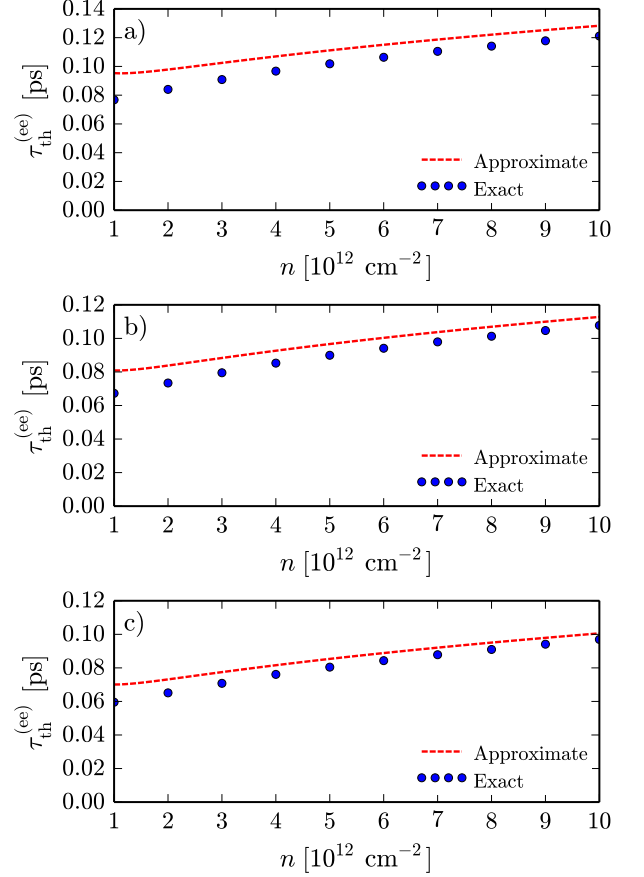 a)
0.14
0.12
0.10
0.08
0.06
0.04
0.02
0.00
τ_th^(ee) [ps]
Approximate
Exact
1 2 3 4 5 6 7 8 9 10
n [10^12 cm^−2]
b)
0.12
0.10
0.08
0.06
0.04
0.02
0.00
τ_th^(ee) [ps]
Approximate
Exact
1 2 3 4 5 6 7 8 9 10
n [10^12 cm^−2]
c)
0.12
0.10
0.08
0.06
0.04
0.02
0.00
τ_th^(ee) [ps]
Approximate
Exact
1 2 3 4 5 6 7 8 9 10
n [10^12 cm^−2]